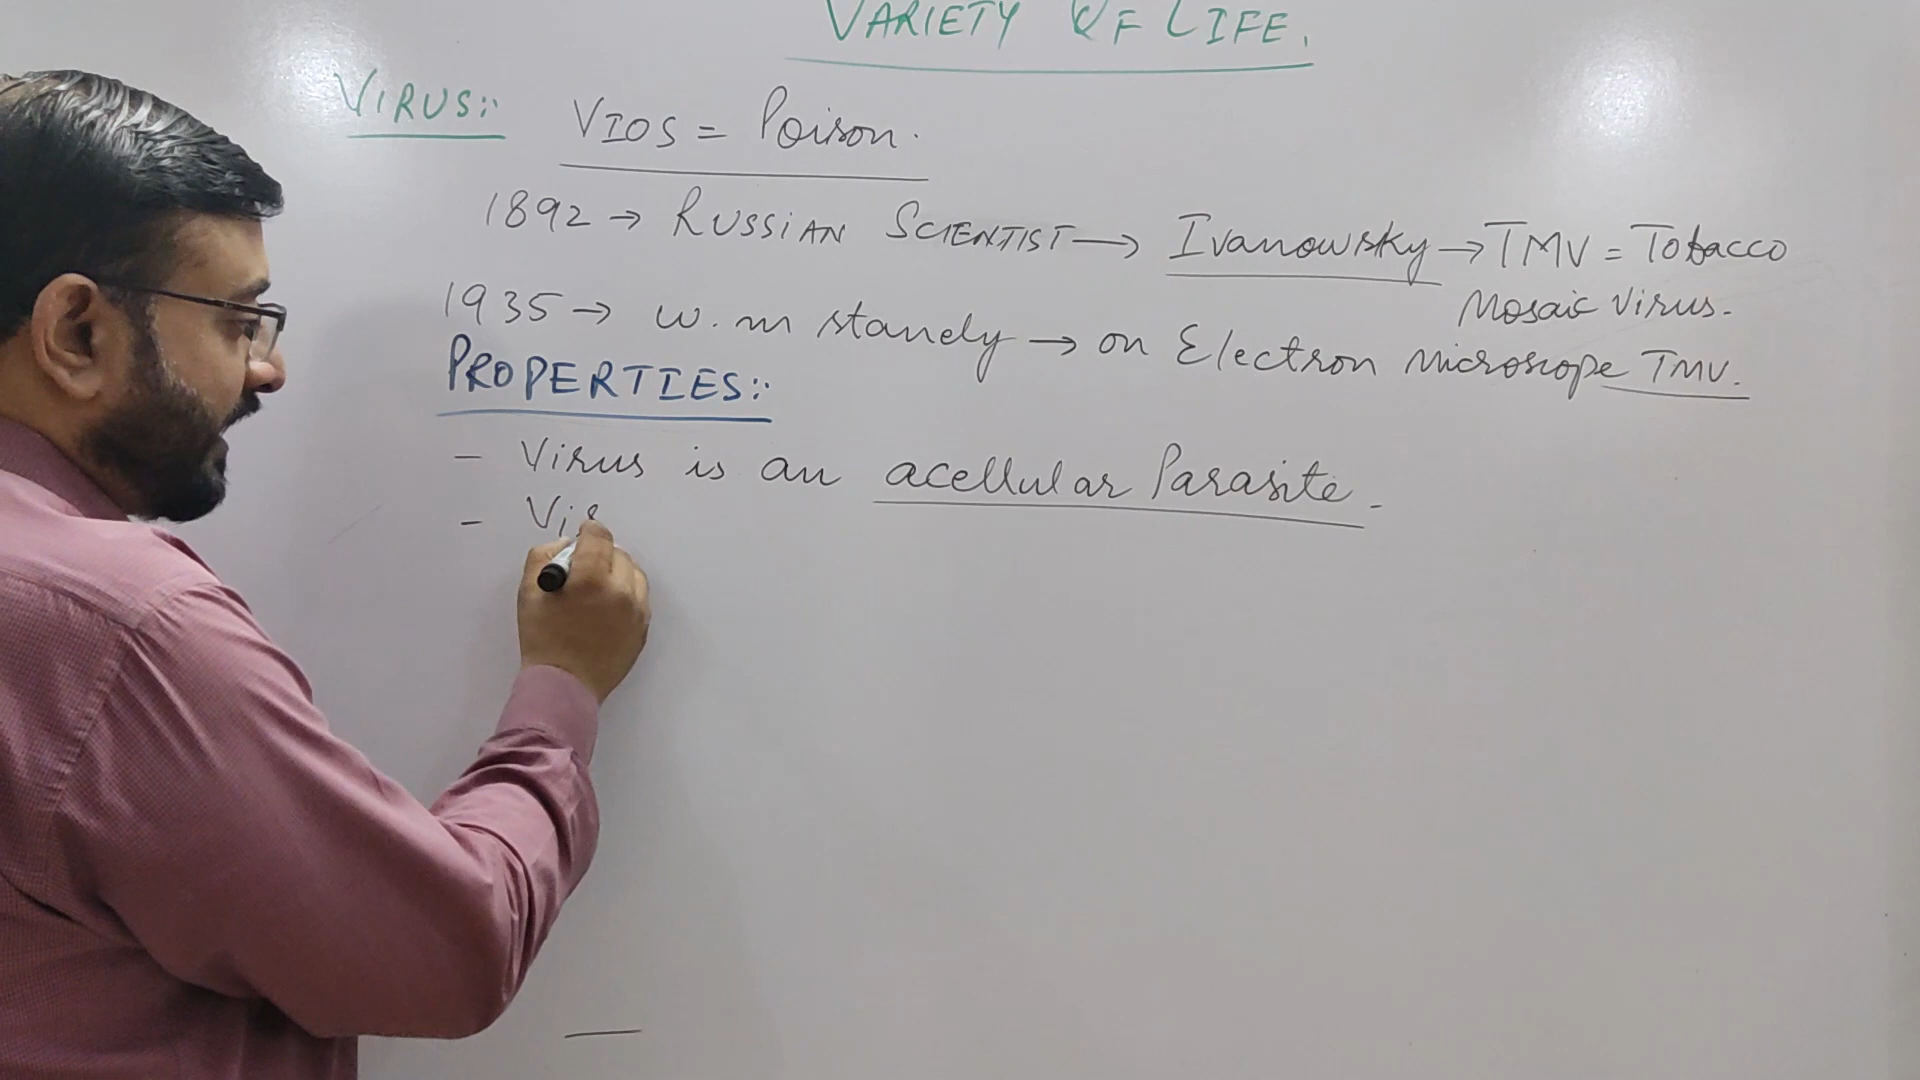 VARIETY OF LIFE.
VIRUS:: VIOS = Poison.
1892 → RUSSiAN SCIENTIST → Ivanowsky → TMV = Tobacco
Mosaic Virus.
1935 → w.m stanely → on Electron Microscope TMV.
PROPERTIES::
- Virus is an acellular Parasite.
- Vir